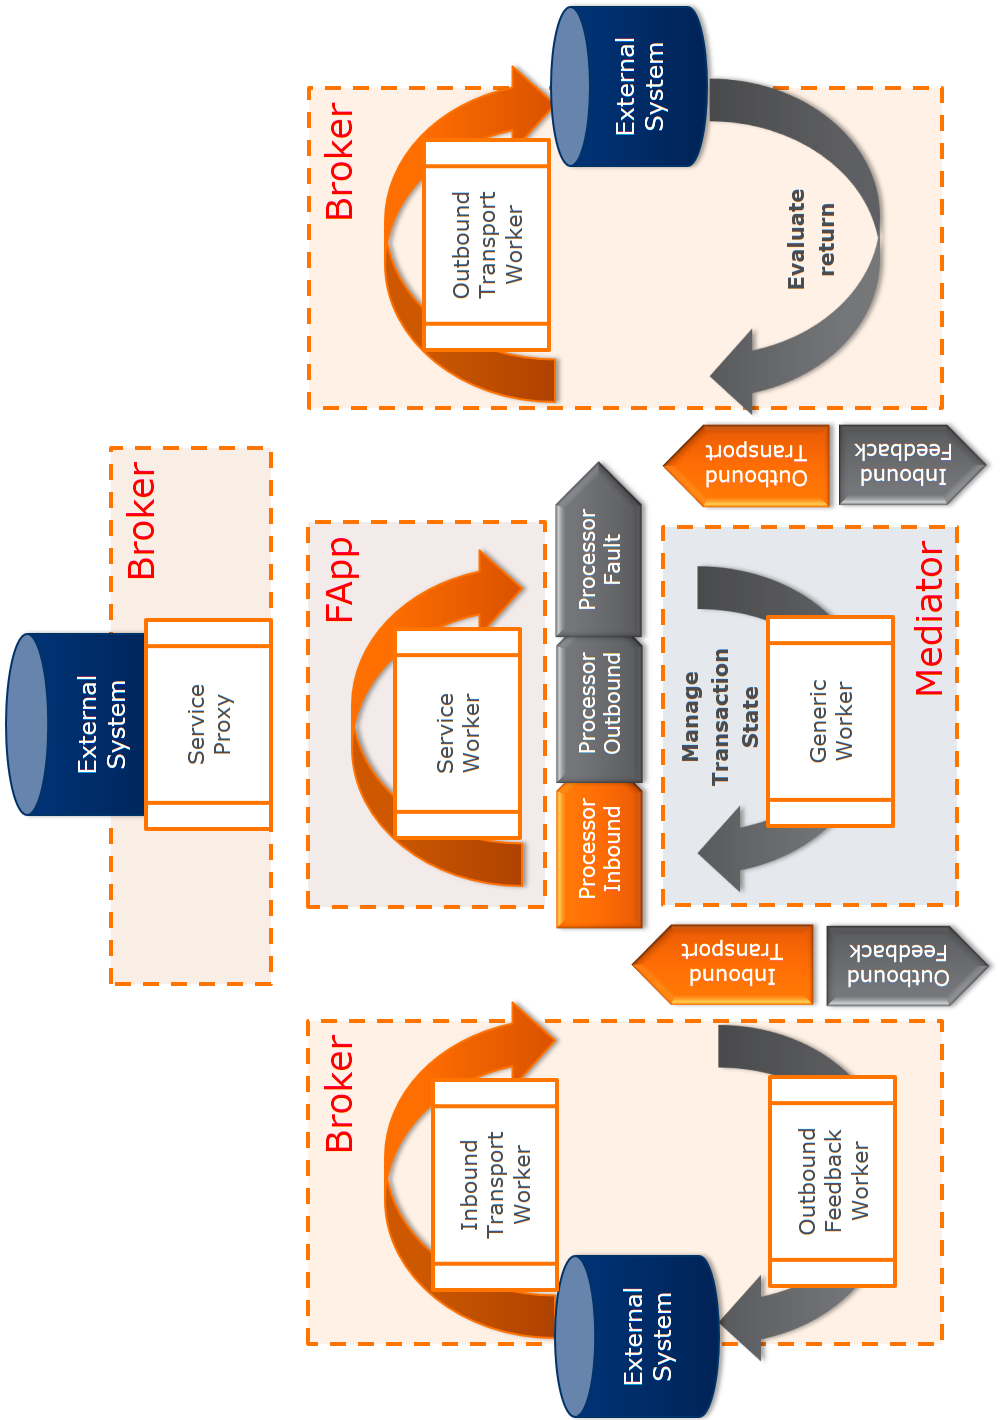 External
System
Broker
Service
Proxy
Broker
Inbound
Transport
Worker
External
System
Outbound
Feedback
Worker
Inbound
Transport
Outbound
Feedback
FApp
Service
Worker
Processor
Inbound
Processor
Outbound
Processor
Fault
Manage
Transaction
State
Generic
Worker
Mediator
Outbound
Transport
Inbound
Feedback
Broker
Outbound
Transport
Worker
External
System
Evaluate
return